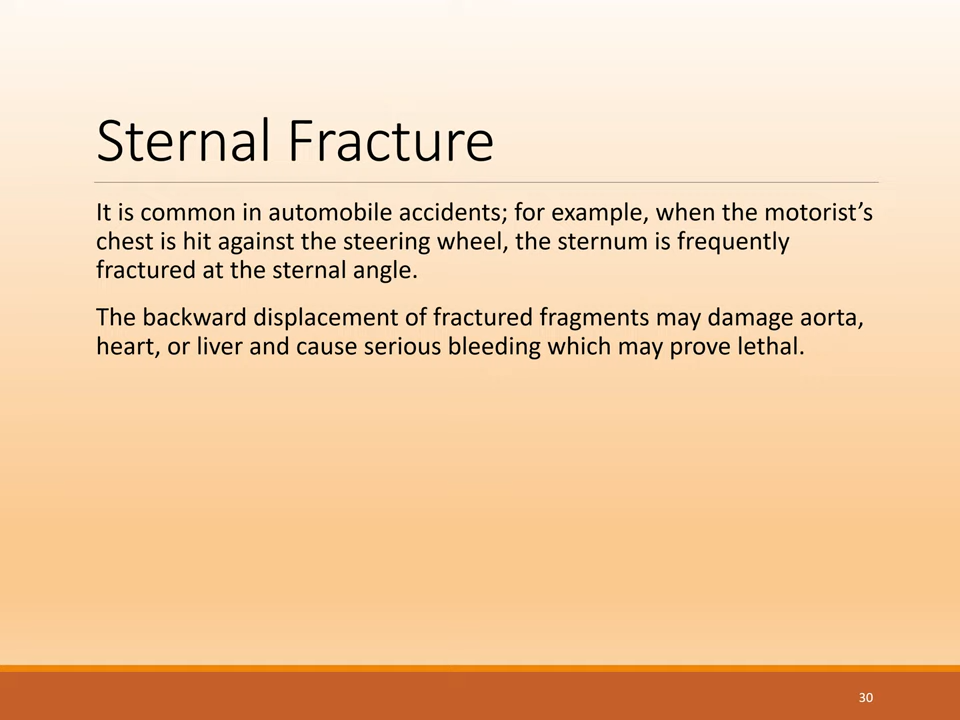 Sternal Fracture
It is common in automobile accidents; for example, when the motorist’s
chest is hit against the steering wheel, the sternum is frequently
fractured at the sternal angle.
The backward displacement of fractured fragments may damage aorta,
heart, or liver and cause serious bleeding which may prove lethal.
30